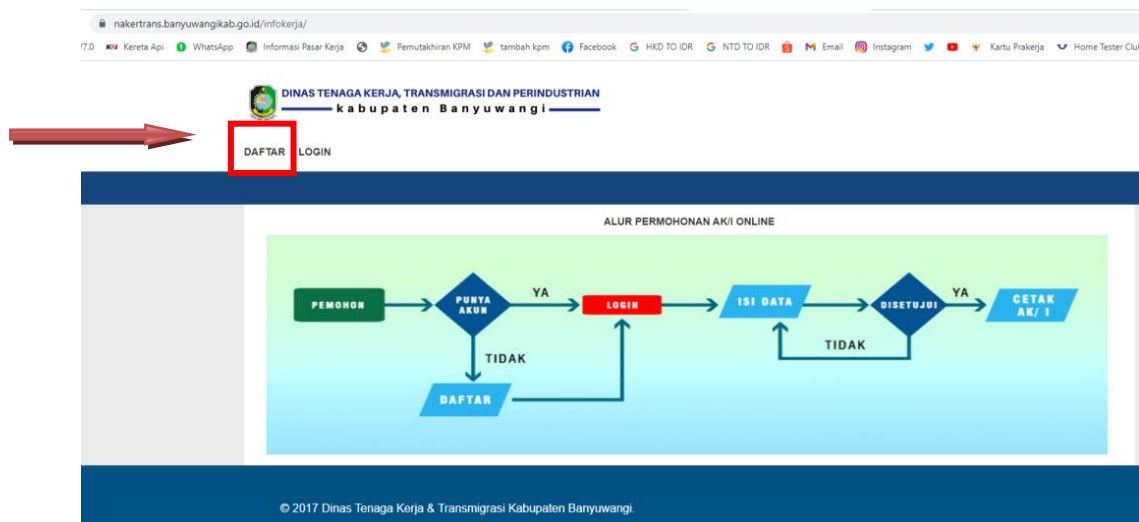 nakertrans.banyuwangikab.go.id/infokerja/
7.0 Kereta Api WhatsApp Informasi Pasar Kerja Pemutakhiran KPM tambah kpm Facebook HKD TO IDR NTD TO IDR Email Instagram Kartu Prakerja Home Tester Club
DINAS TENAGA KERJA, TRANSMIGRASI DAN PERINDUSTRIAN
kabupaten Banyuwangi
DAFTAR LOGIN
ALUR PERMOHONAN AK/I ONLINE
PEMOHON
PUNYA
AKUN
YA
LOGIN
ISI DATA
DISETUJUI
YA
CETAK
AK/ I
TIDAK
TIDAK
DAFTAR
© 2017 Dinas Tenaga Kerja & Transmigrasi Kabupaten Banyuwangi.